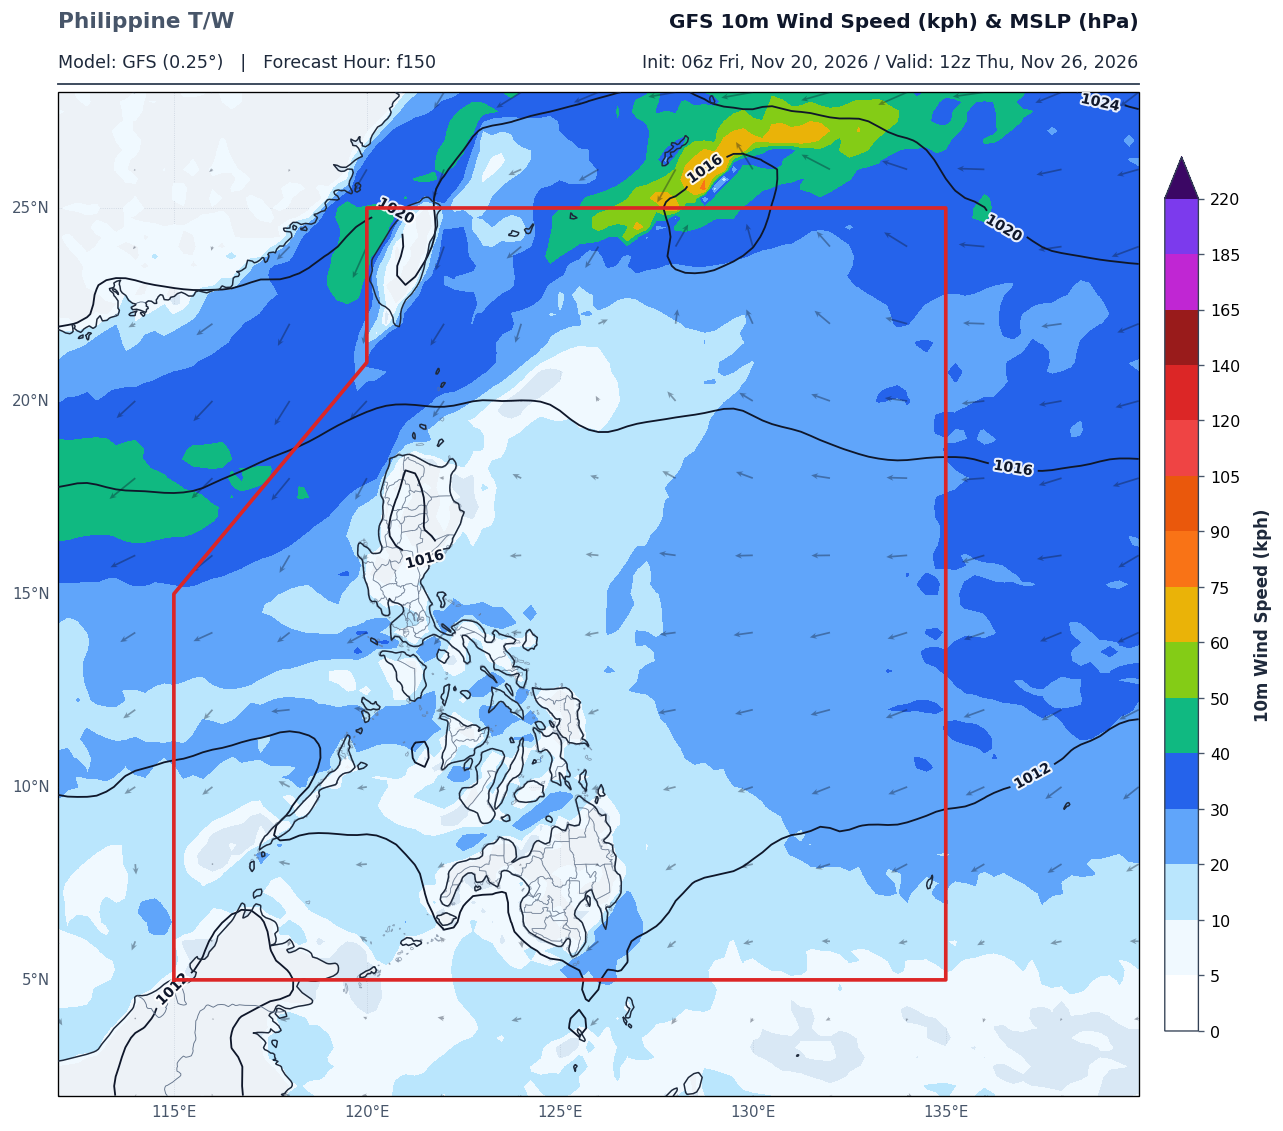 Philippine T/W
GFS 10m Wind Speed (kph) & MSLP (hPa)
Model: GFS (0.25°)   |   Forecast Hour: f150
Init: 06z Fri, Nov 20, 2026 / Valid: 12z Thu, Nov 26, 2026
1024
1016
1020
1020
1016
1016
1012
1012
25°N
20°N
15°N
10°N
5°N
115°E
120°E
125°E
130°E
135°E
220
185
165
140
120
105
90
75
60
50
40
30
20
10
5
0
10m Wind Speed (kph)